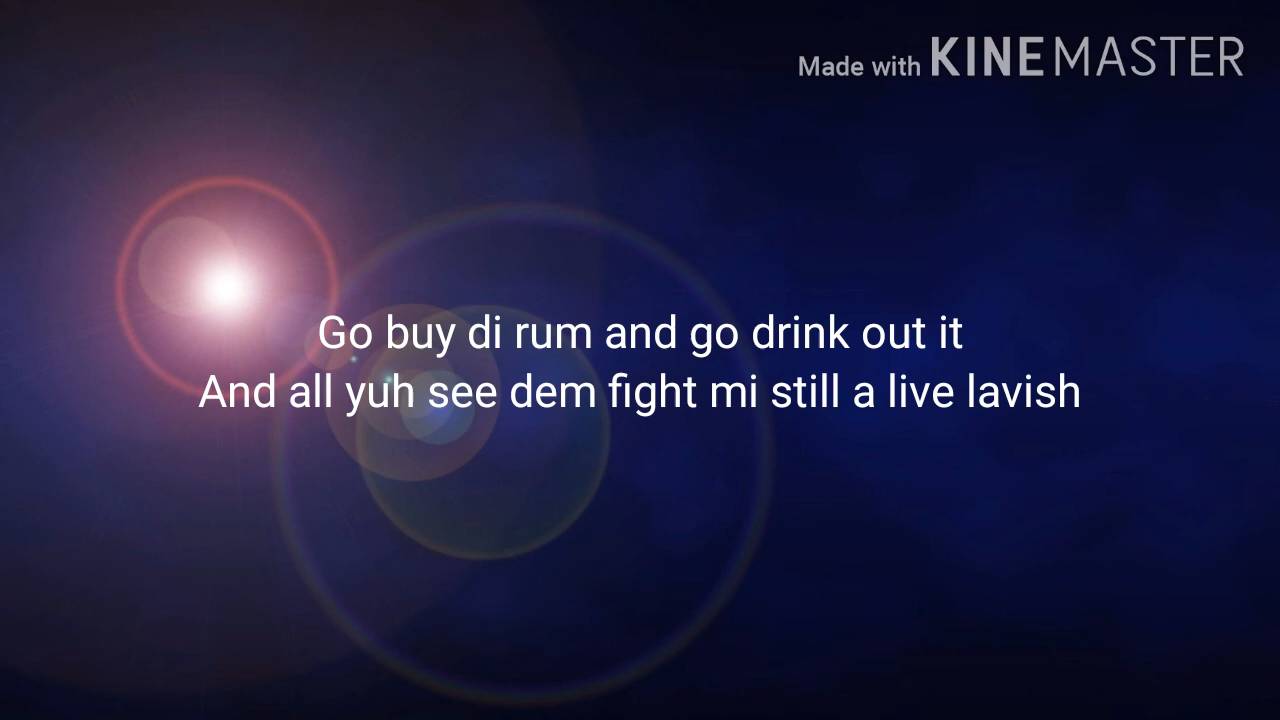 Made with KINEMASTER
Go buy di rum and go drink out it
And all yuh see dem fight mi still a live lavish